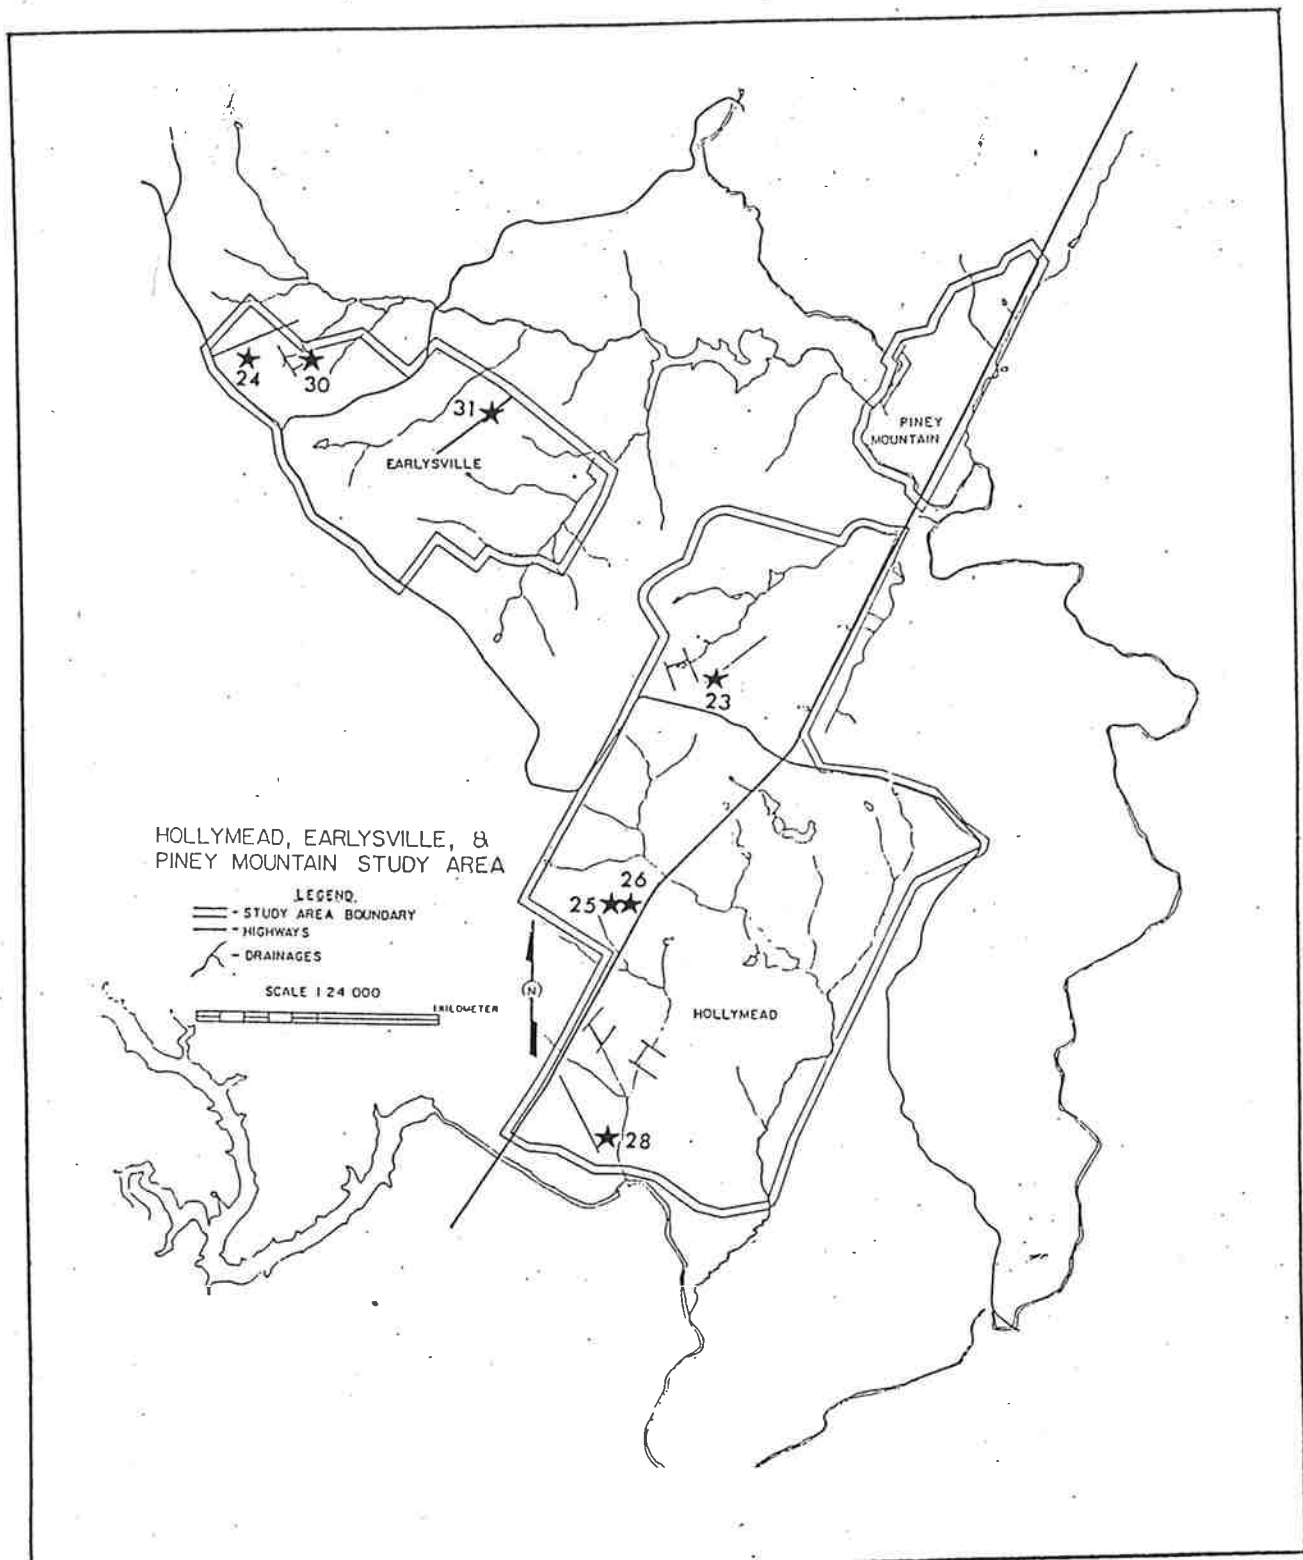 24
30
31
EARLYSVILLE
PINEY
MOUNTAIN
23
HOLLYMEAD, EARLYSVILLE, &
PINEY MOUNTAIN STUDY AREA
LEGEND.
- STUDY AREA BOUNDARY
- HIGHWAYS
- DRAINAGES
SCALE 1 24 000
1 KILOMETER
25
26
N
HOLLYMEAD
28